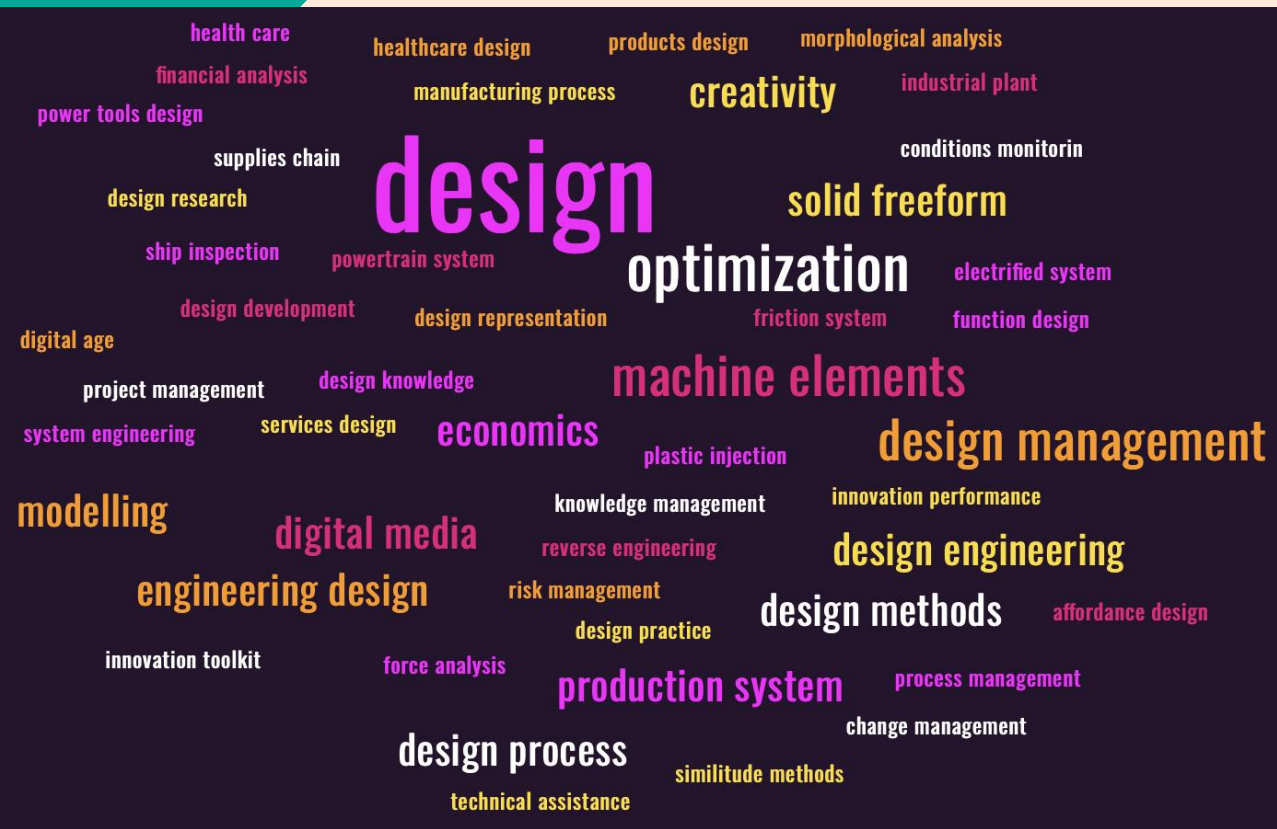 health care
healthcare design
products design
morphological analysis
financial analysis
manufacturing process
creativity
industrial plant
power tools design
supplies chain
design
conditions monitorin
design research
solid freeform
ship inspection
powertrain system
optimization
electrified system
design development
design representation
friction system
function design
digital age
project management
design knowledge
machine elements
system engineering
services design
economics
plastic injection
design management
modelling
digital media
knowledge management
innovation performance
reverse engineering
design engineering
engineering design
risk management
design methods
affordance design
design practice
innovation toolkit
force analysis
production system
process management
change management
design process
similitude methods
technical assistance